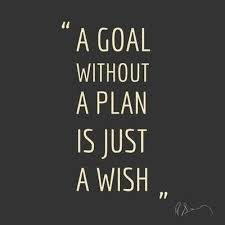 “ A GOAL
WITHOUT
A PLAN
IS JUST
A WISH „